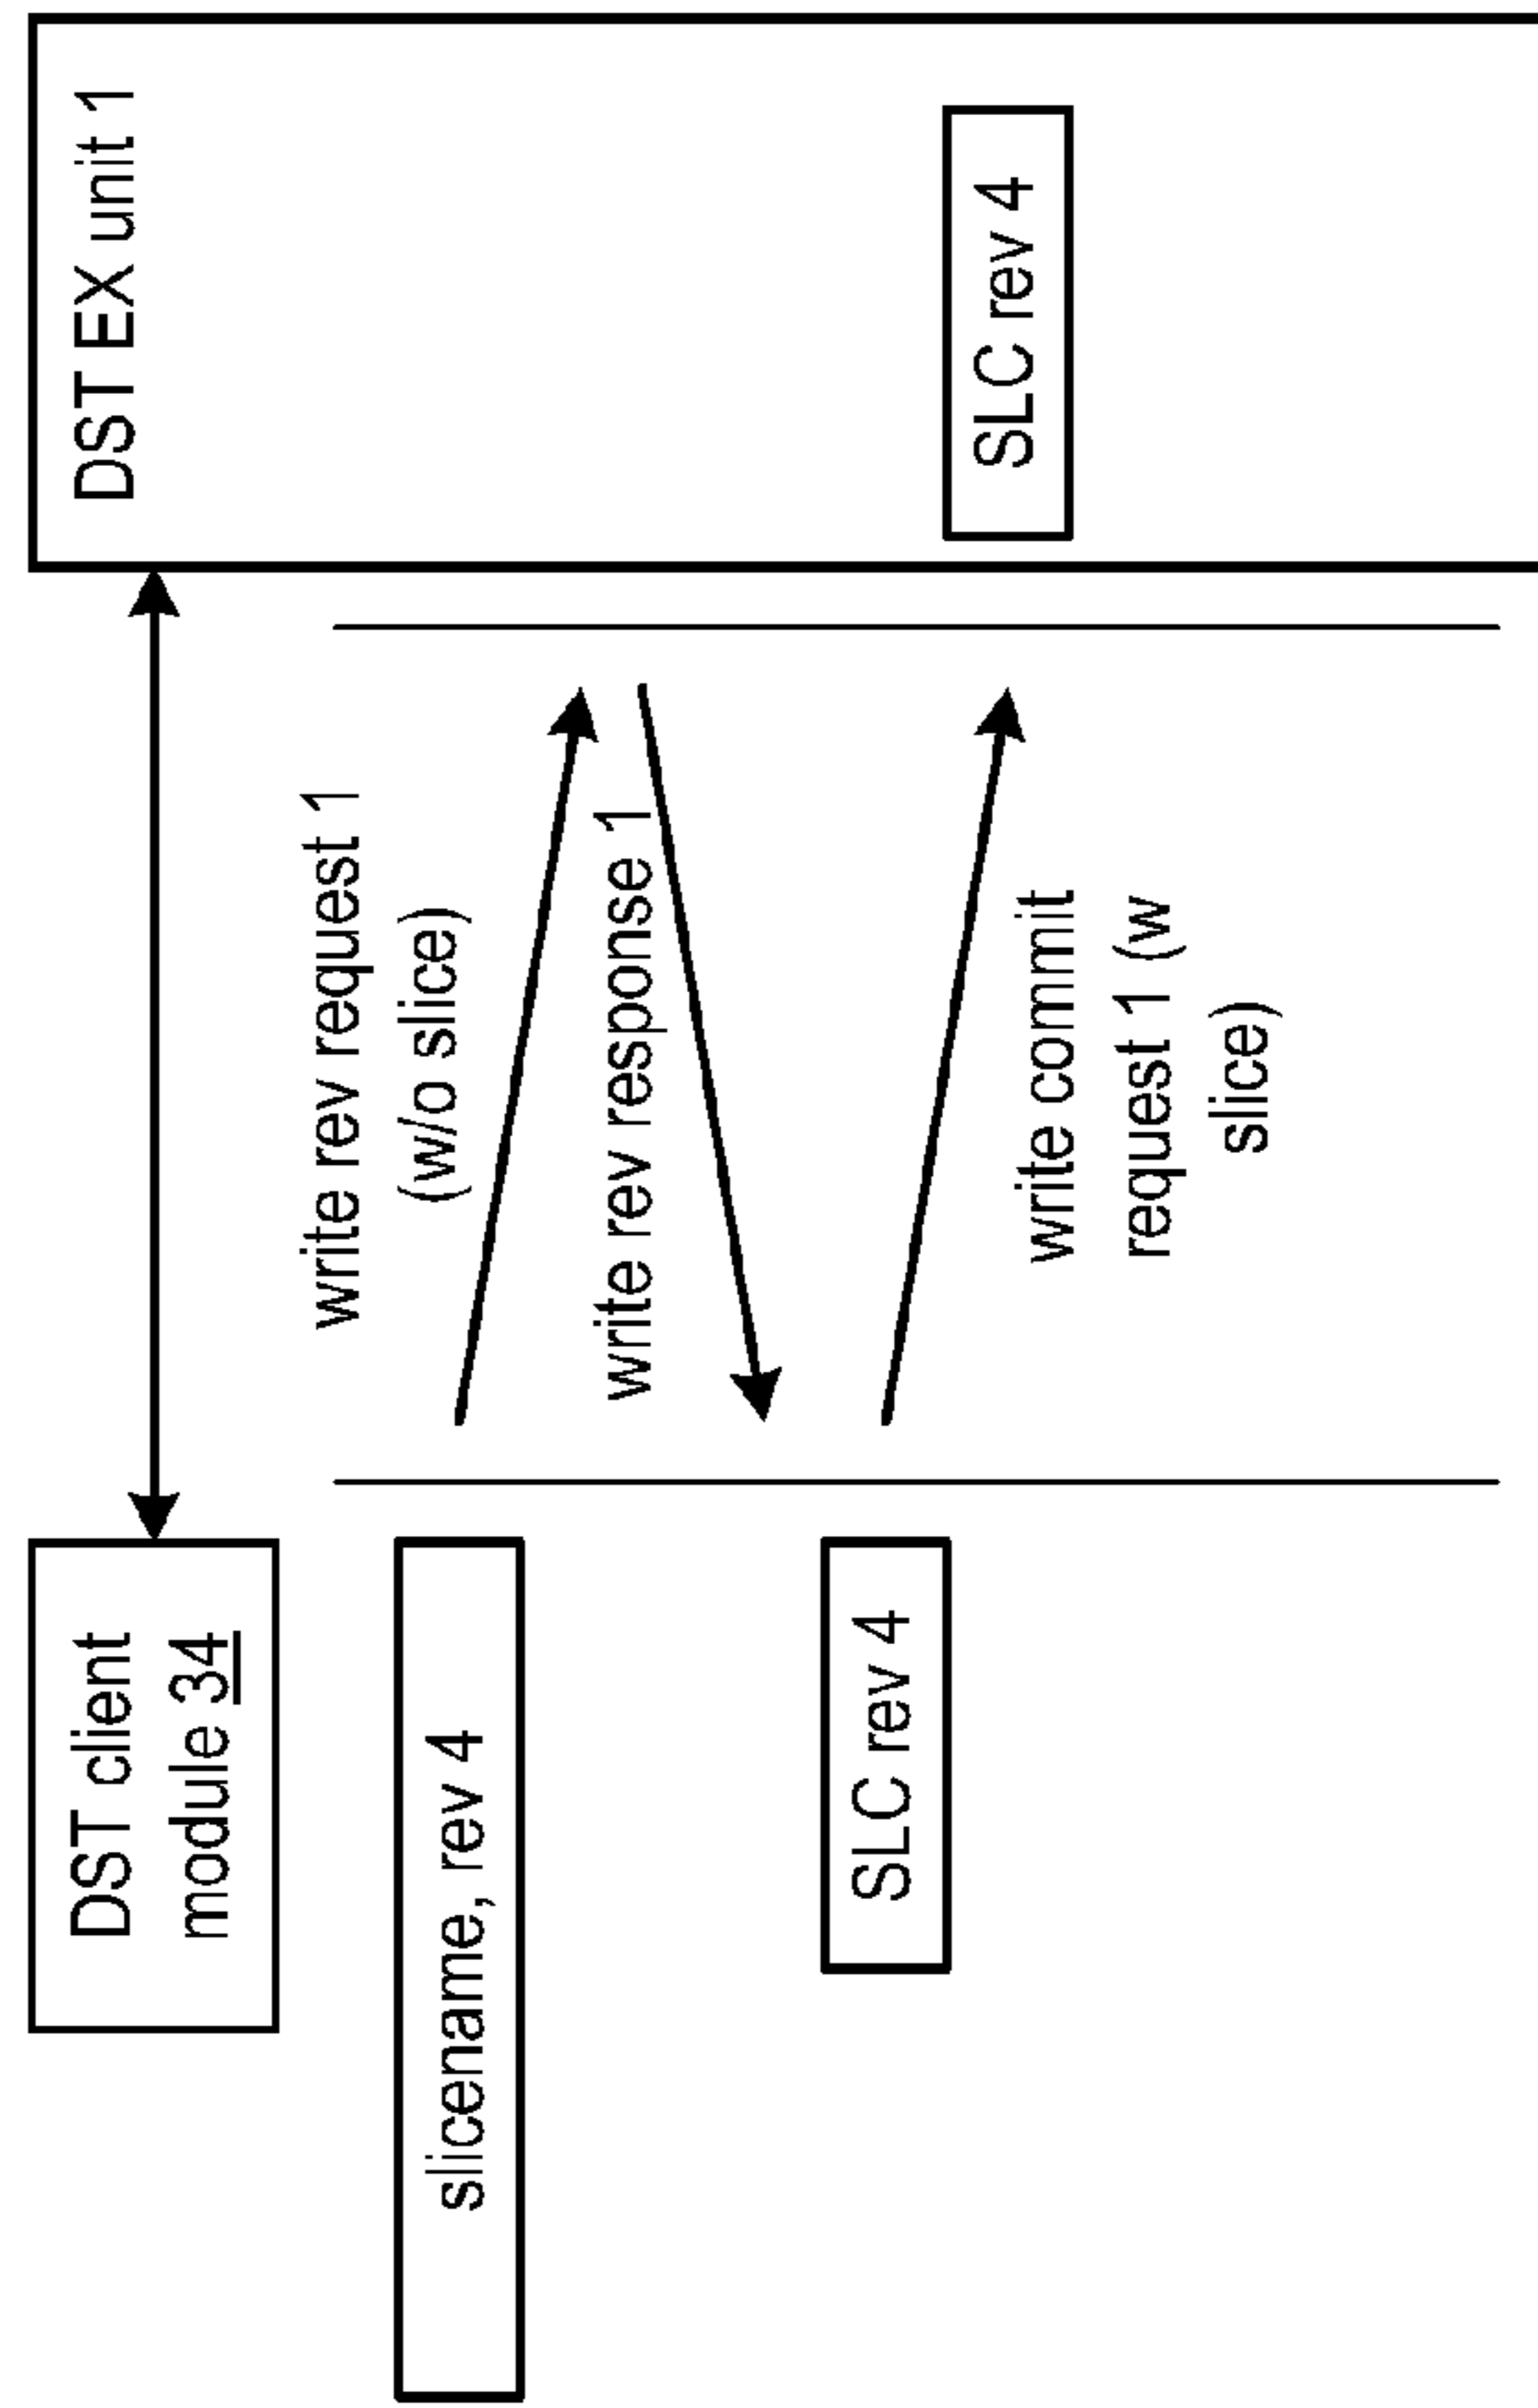 DST client
module 34
DST EX unit 1
write rev request 1
(w/o slice)
slicename, rev 4
write rev response 1
SLC rev 4
SLC rev 4
write commit
request 1 (w
slice)